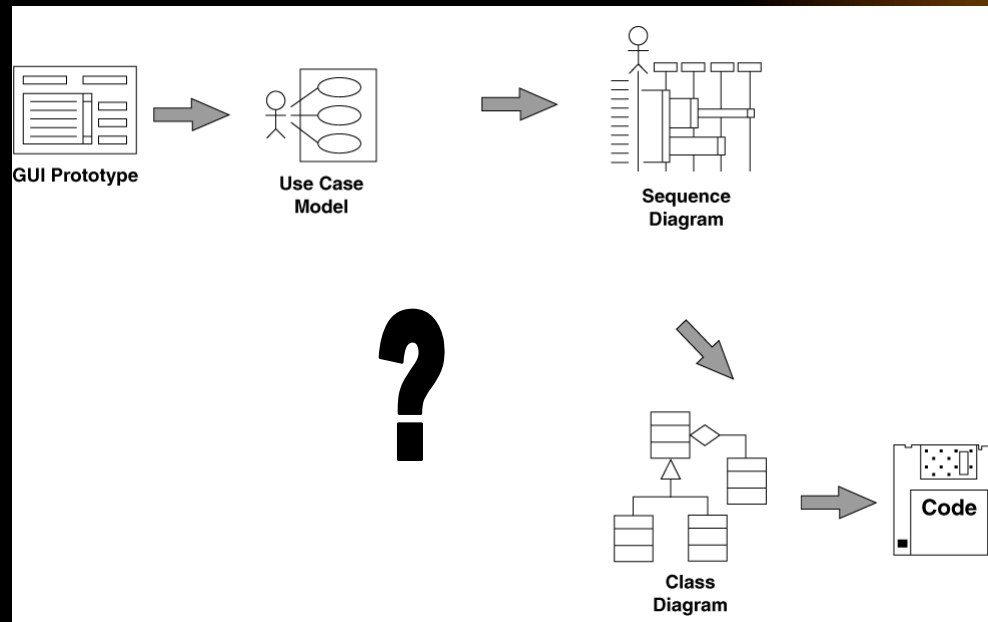 GUI Prototype
Use Case
Model
Sequence
Diagram
?
Class
Diagram
Code